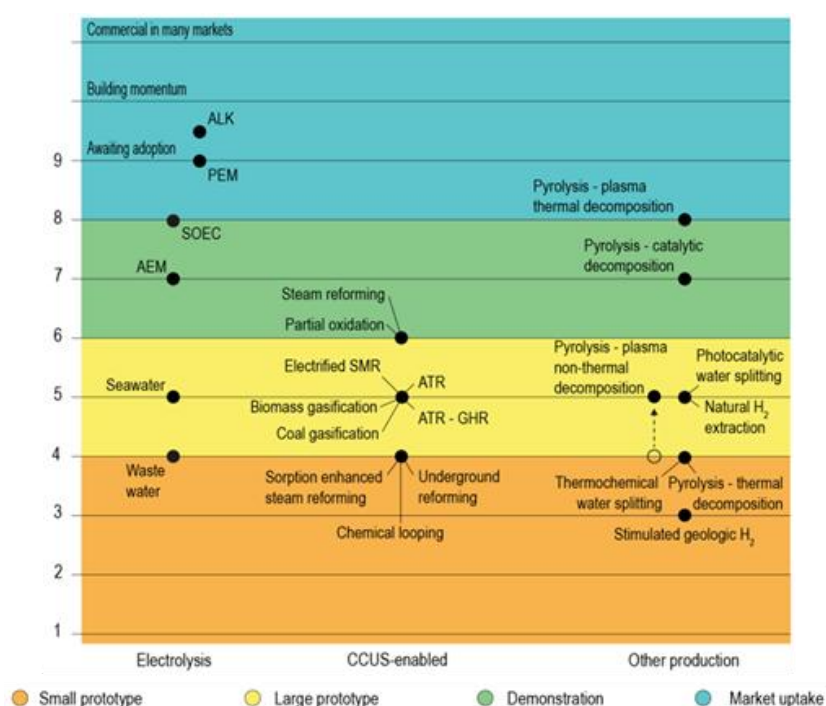 Commercial in many markets
Building momentum
ALK
Awaiting adoption
9
PEM
Pyrolysis - plasma
thermal decomposition
8
SOEC
Pyrolysis - catalytic
decomposition
AEM
7
Steam reforming
Partial oxidation
6
Pyrolysis - plasma
non-thermal
decomposition
Photocatalytic
water splitting
Electrified SMR
ATR
Seawater
5
Biomass gasification
ATR - GHR
Natural H₂
extraction
Coal gasification
4
Waste
water
Sorption enhanced
steam reforming
Underground
reforming
Thermochemical
water splitting
Pyrolysis - thermal
decomposition
3
Chemical looping
Stimulated geologic H₂
2
1
Electrolysis
CCUS-enabled
Other production
Small prototype
Large prototype
Demonstration
Market uptake